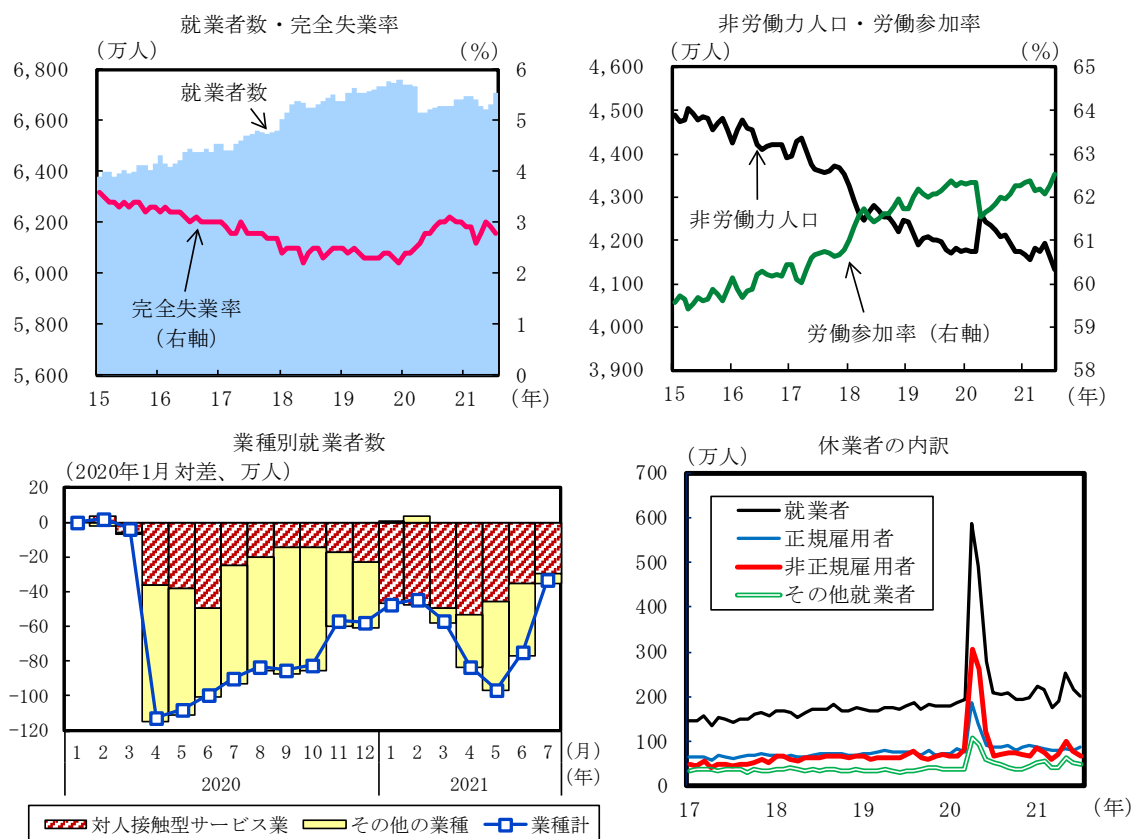 就業者数・完全失業率
（万人）
（％）
6,800
6,600
6,400
6,200
6,000
5,800
5,600
6
5
4
3
2
1
0
就業者数
完全失業率
（右軸）
15 16 17 18 19 20 21
（年）
非労働力人口・労働参加率
（万人）
（％）
4,600
4,500
4,400
4,300
4,200
4,100
4,000
3,900
65
64
63
62
61
60
59
58
非労働力人口
労働参加率（右軸）
15 16 17 18 19 20 21
（年）
業種別就業者数
（2020年1月対差、万人）
20
0
-20
-40
-60
-80
-100
-120
1 2 3 4 5 6 7 8 9 10 11 12 1 2 3 4 5 6 7
（月）
2020 2021
（年）
対人接触型サービス業 その他の業種 業種計
休業者の内訳
（万人）
700
600
500
400
300
200
100
0
就業者
正規雇用者
非正規雇用者
その他就業者
17 18 19 20 21
（年）